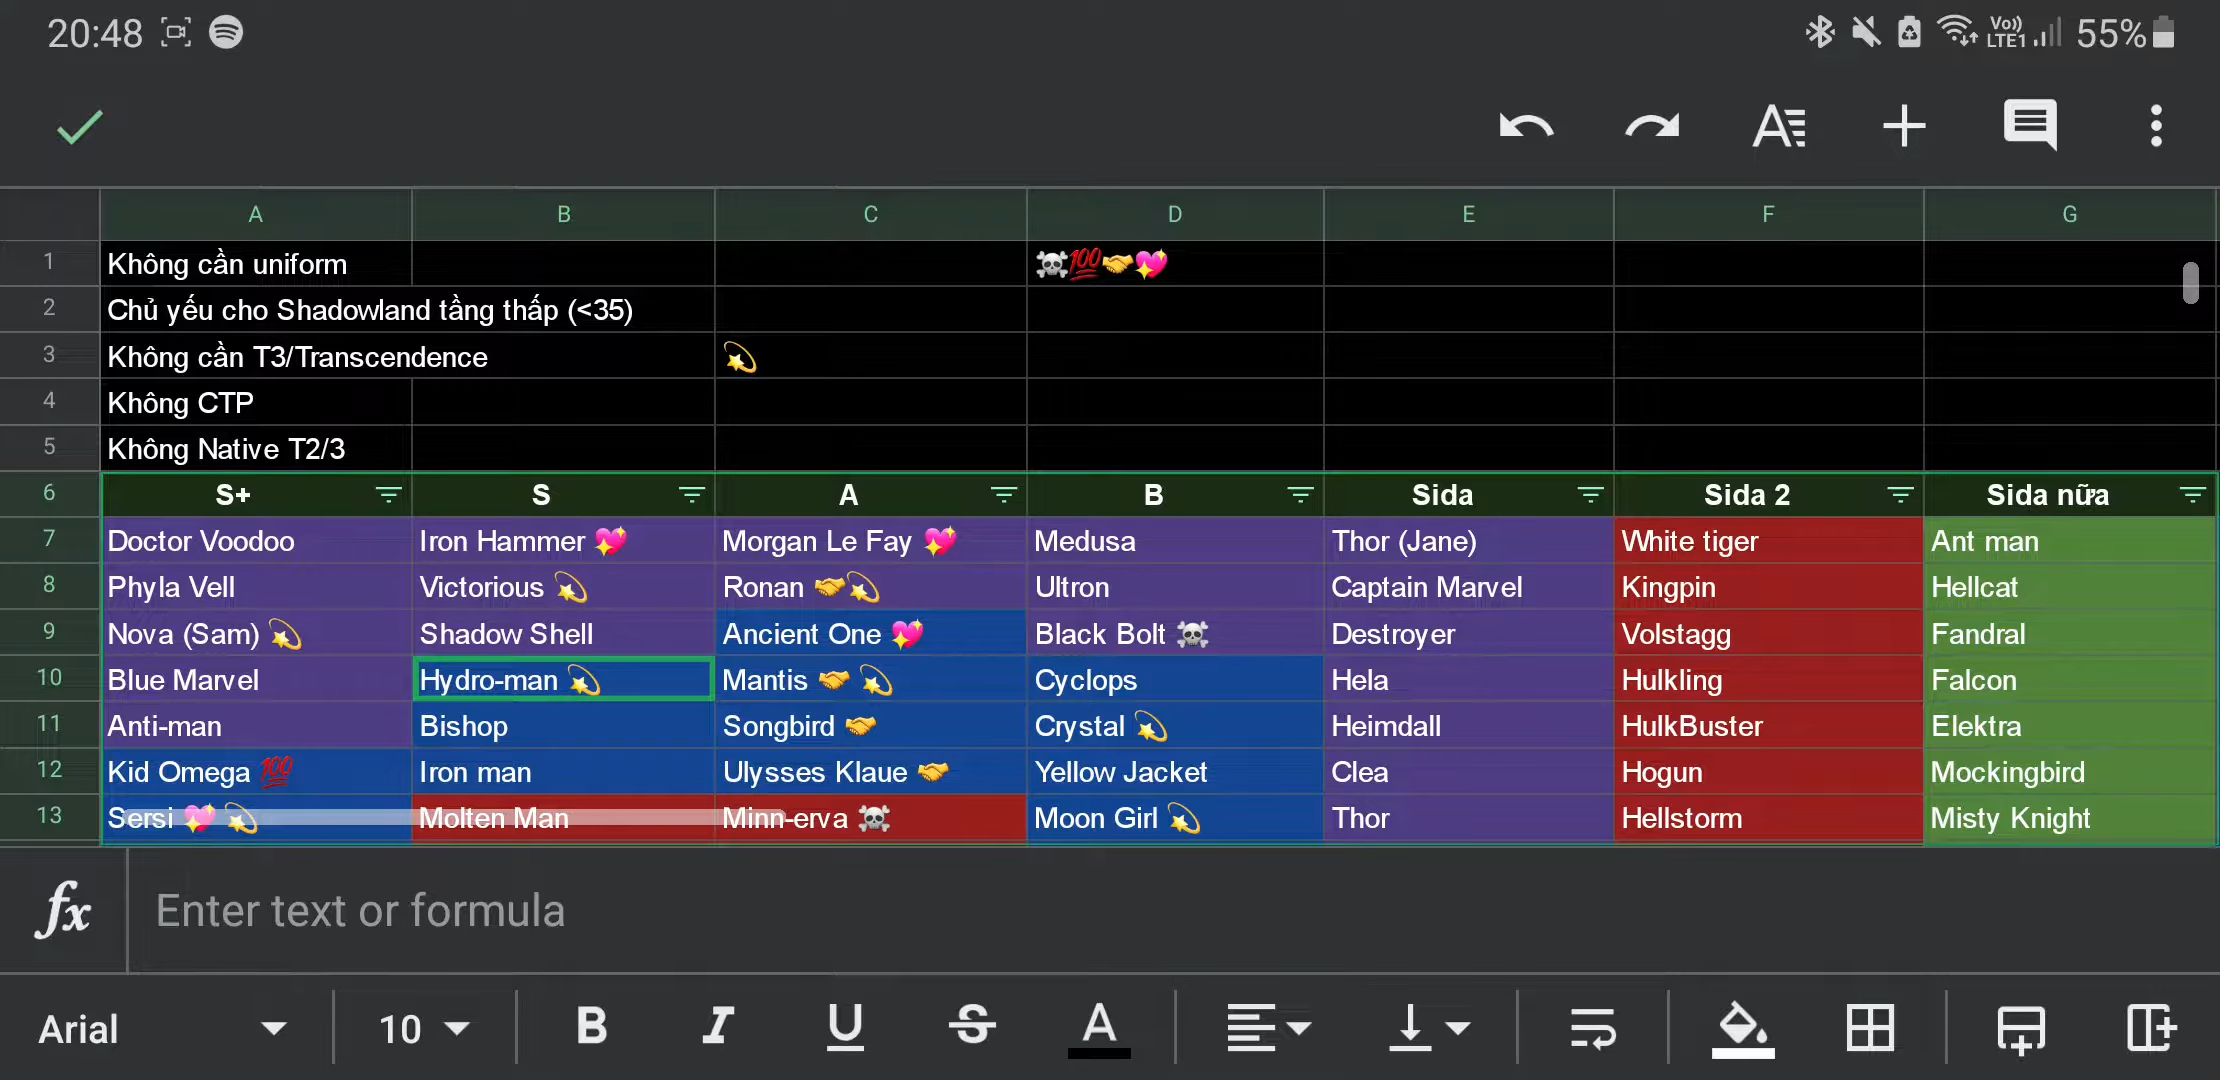 20:48 Vo)) LTE1 55%
A B C D E F G
1 Không cần uniform ☠️💯🤝💖
2 Chủ yếu cho Shadowland tầng thấp (<35)
3 Không cần T3/Transcendence 💫
4 Không CTP
5 Không Native T2/3
6 S+ S A B Sida Sida 2 Sida nữa
7 Doctor Voodoo Iron Hammer 💖 Morgan Le Fay 💖 Medusa Thor (Jane) White tiger Ant man
8 Phyla Vell Victorious 💫 Ronan 🤝💫 Ultron Captain Marvel Kingpin Hellcat
9 Nova (Sam) 💫 Shadow Shell Ancient One 💖 Black Bolt ☠️ Destroyer Volstagg Fandral
10 Blue Marvel Hydro-man 💫 Mantis 🤝 💫 Cyclops Hela Hulkling Falcon
11 Anti-man Bishop Songbird 🤝 Crystal 💫 Heimdall HulkBuster Elektra
12 Kid Omega 💯 Iron man Ulysses Klaue 🤝 Yellow Jacket Clea Hogun Mockingbird
13 Sersi 💖 💫 Molten Man Minn-erva ☠️ Moon Girl 💫 Thor Hellstorm Misty Knight
fx Enter text or formula
Arial 10 B I U S A